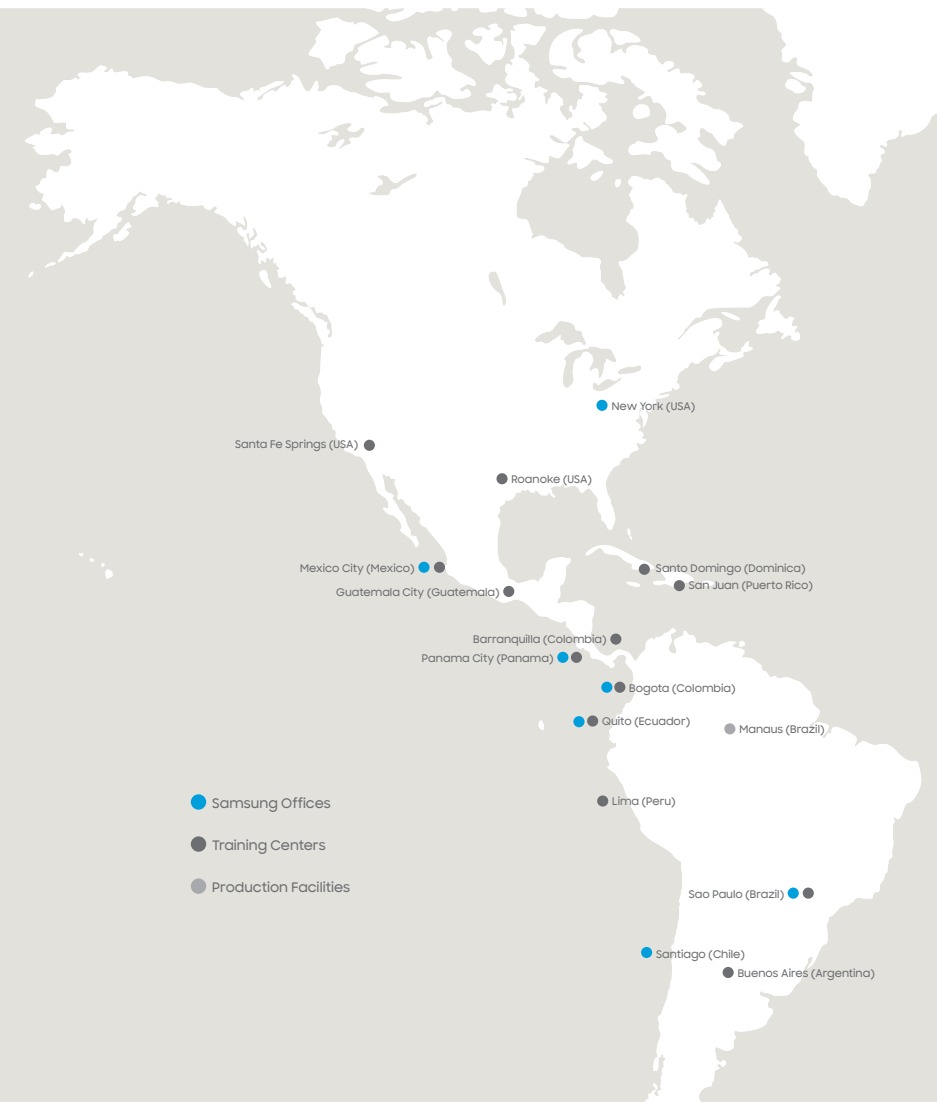 New York (USA)
Santa Fe Springs (USA)
Roanoke (USA)
Mexico City (Mexico)
Santo Domingo (Dominica)
San Juan (Puerto Rico)
Guatemala City (Guatemala)
Barranquilla (Colombia)
Panama City (Panama)
Bogota (Colombia)
Quito (Ecuador)
Manaus (Brazil)
Lima (Peru)
Samsung Offices
Training Centers
Production Facilities
Sao Paulo (Brazil)
Santiago (Chile)
Buenos Aires (Argentina)